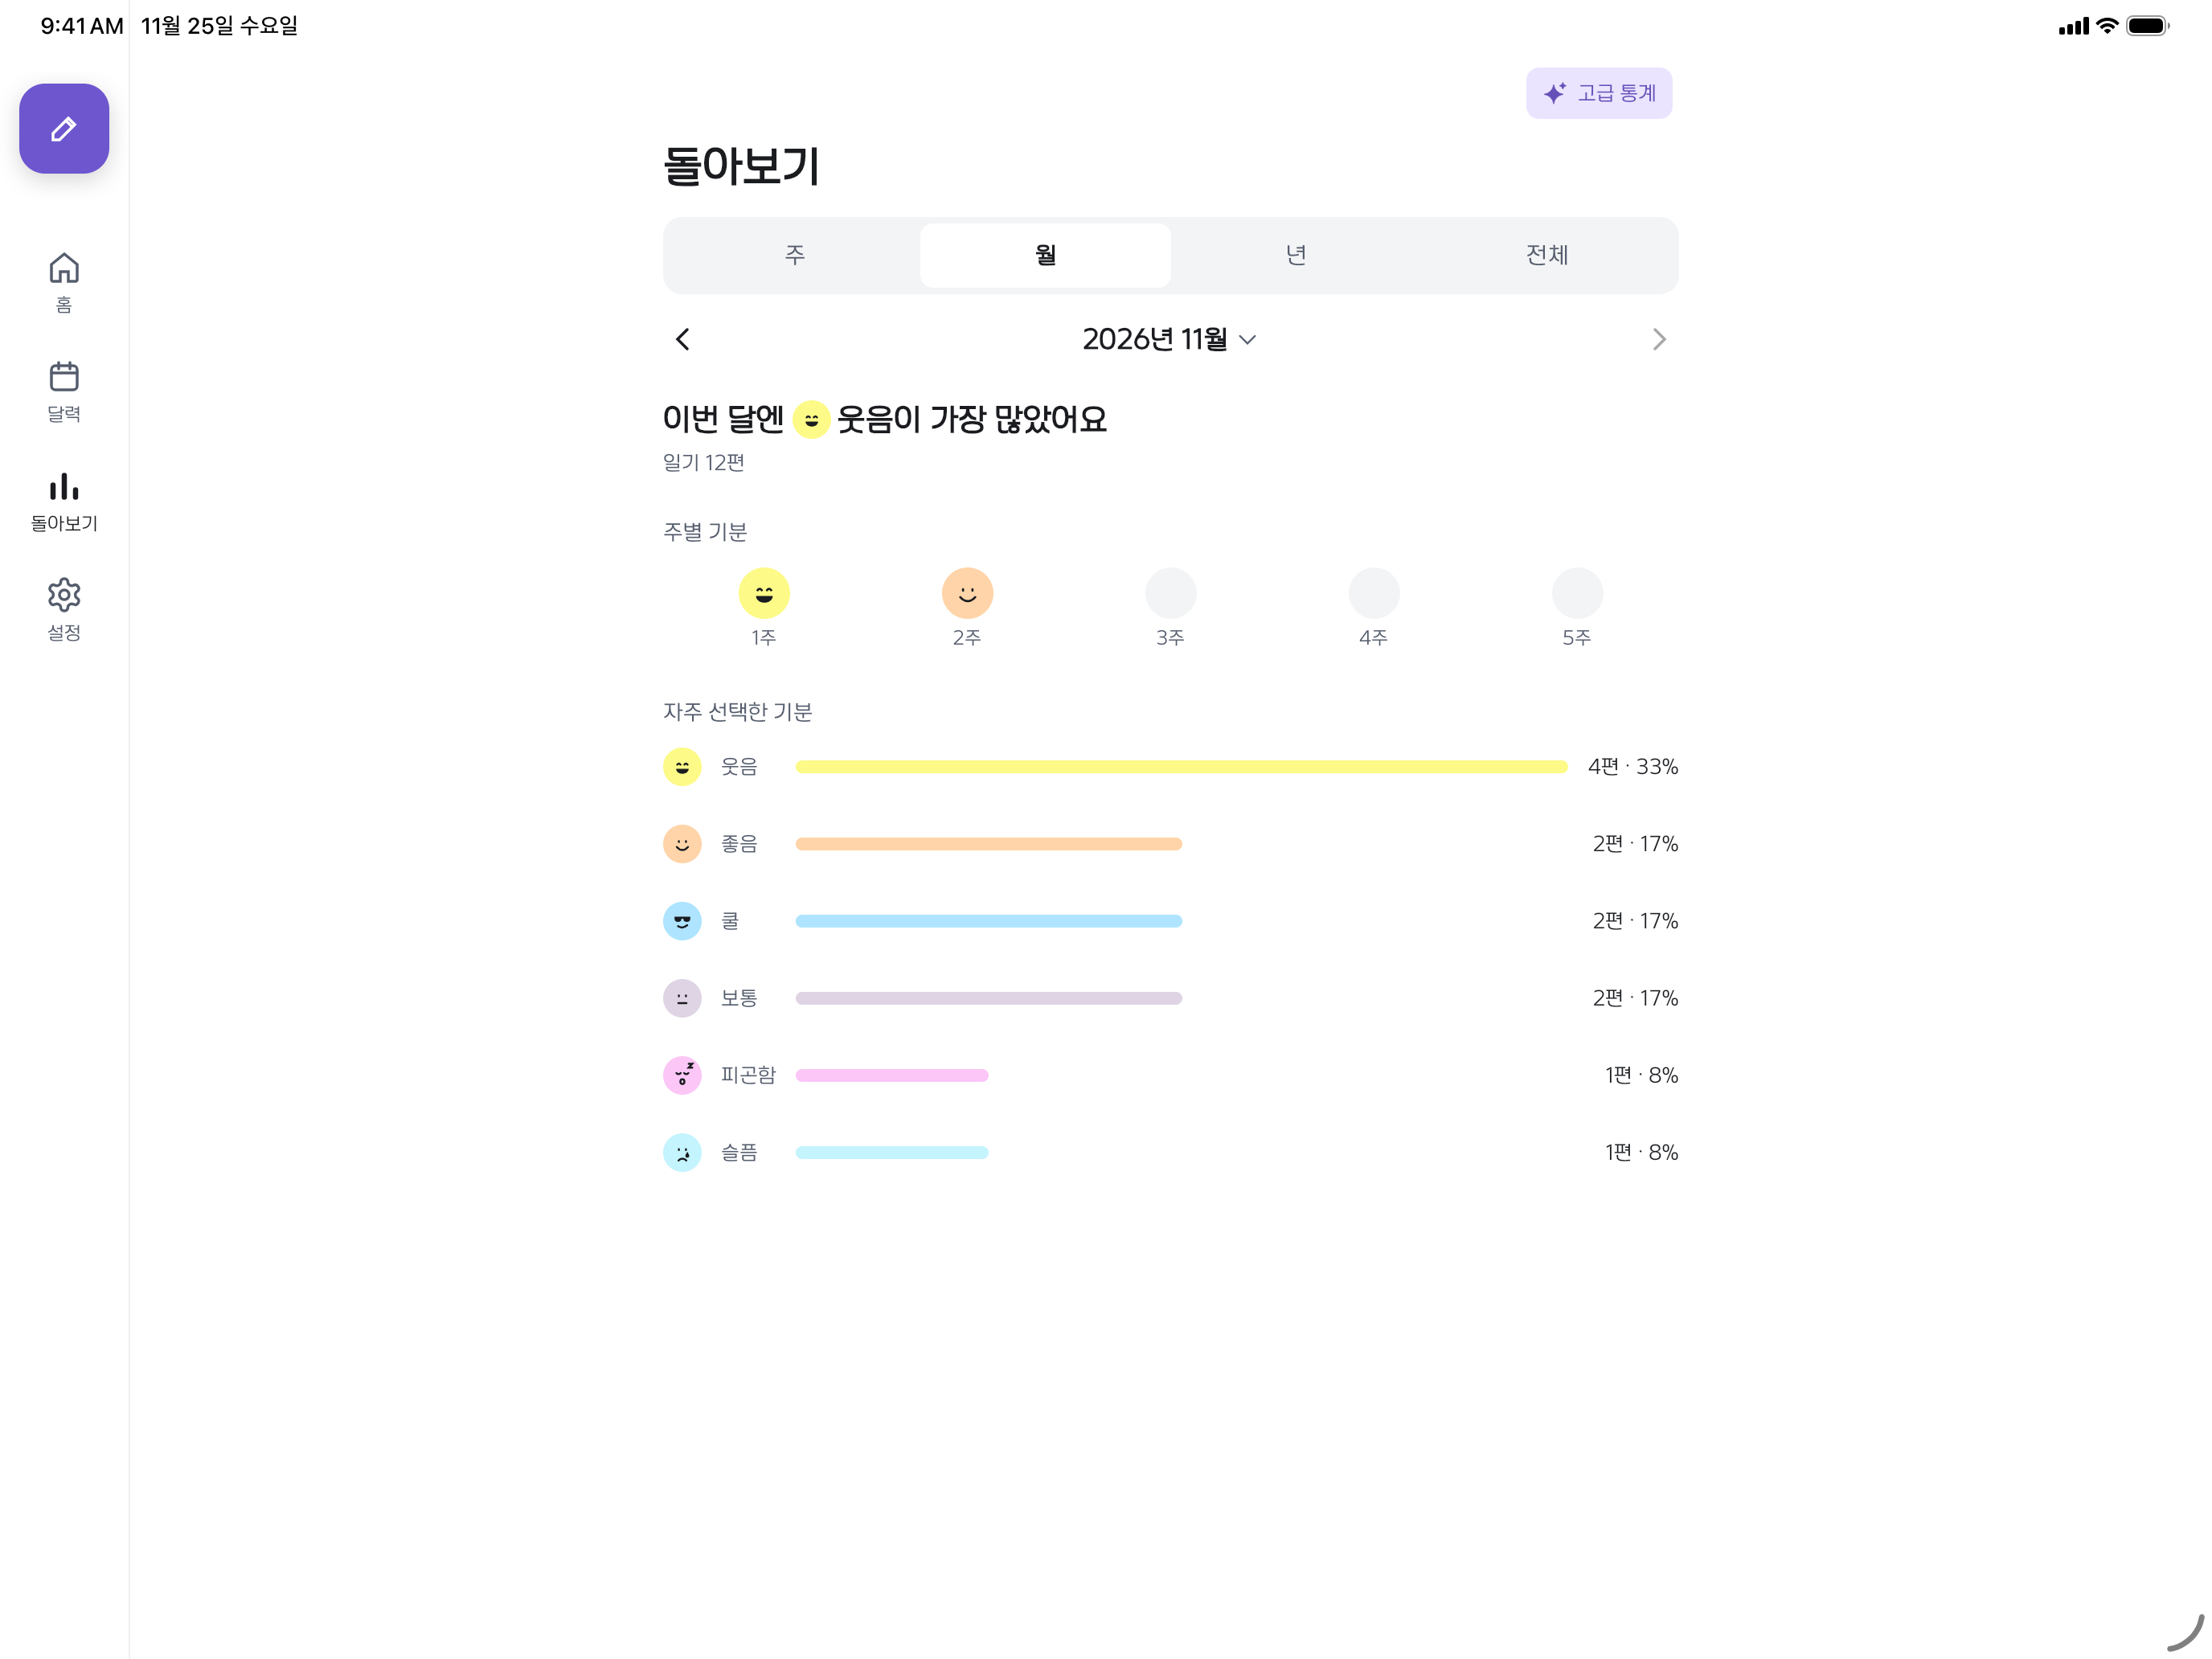 9:41 AM 11월 25일 수요일
고급 통계
홈
달력
돌아보기
설정
돌아보기
주 월 년 전체
2026년 11월
이번 달엔 웃음이 가장 많았어요
일기 12편
주별 기분
1주 2주 3주 4주 5주
자주 선택한 기분
웃음 4편 · 33%
좋음 2편 · 17%
쿨 2편 · 17%
보통 2편 · 17%
피곤함 1편 · 8%
슬픔 1편 · 8%